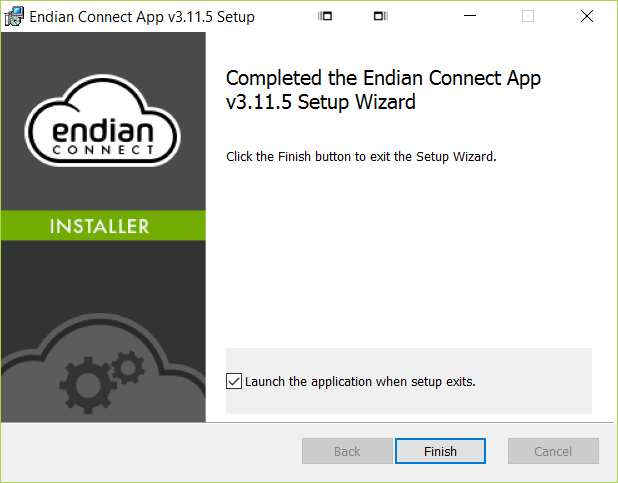 Endian Connect App v3.11.5 Setup
endian
CONNECT
INSTALLER
Completed the Endian Connect App
v3.11.5 Setup Wizard
Click the Finish button to exit the Setup Wizard.
Launch the application when setup exits.
Back
Finish
Cancel